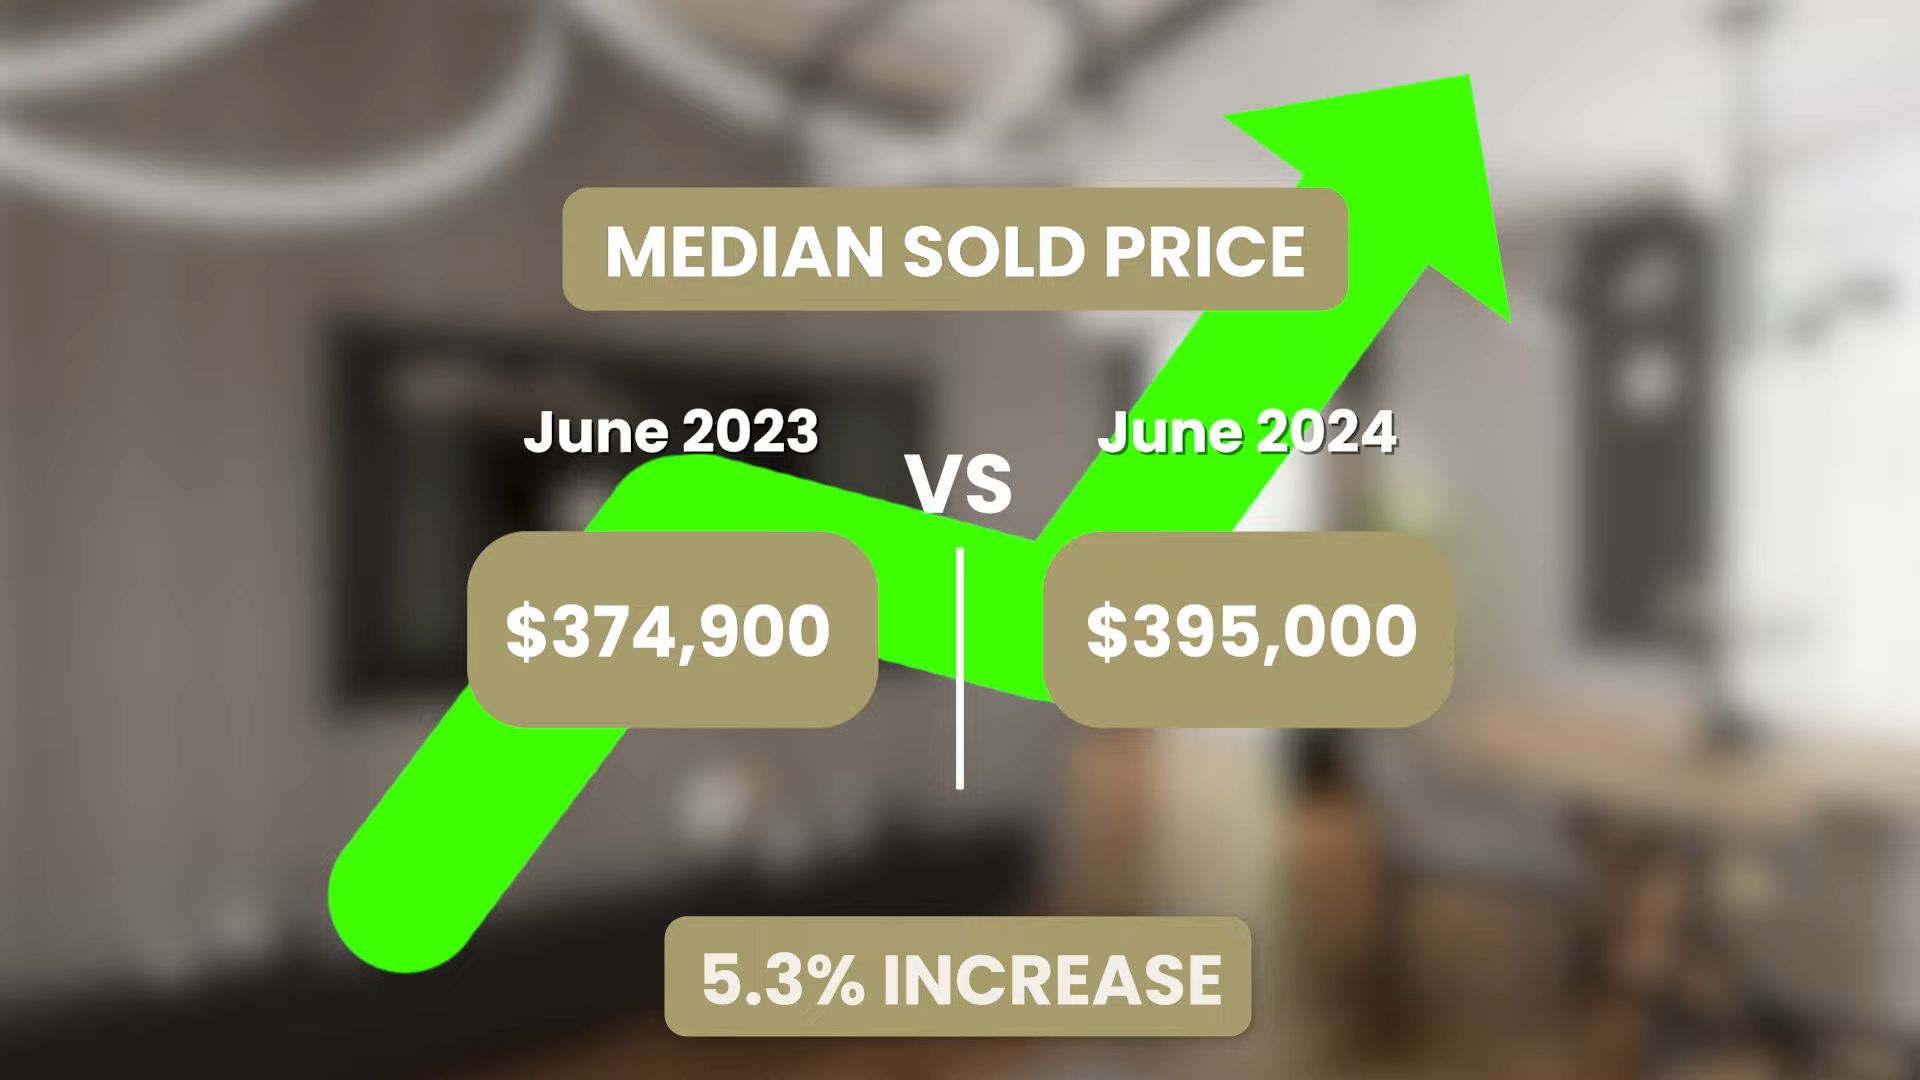 MEDIAN SOLD PRICE
June 2023
VS
June 2024
$374,900
$395,000
5.3% INCREASE